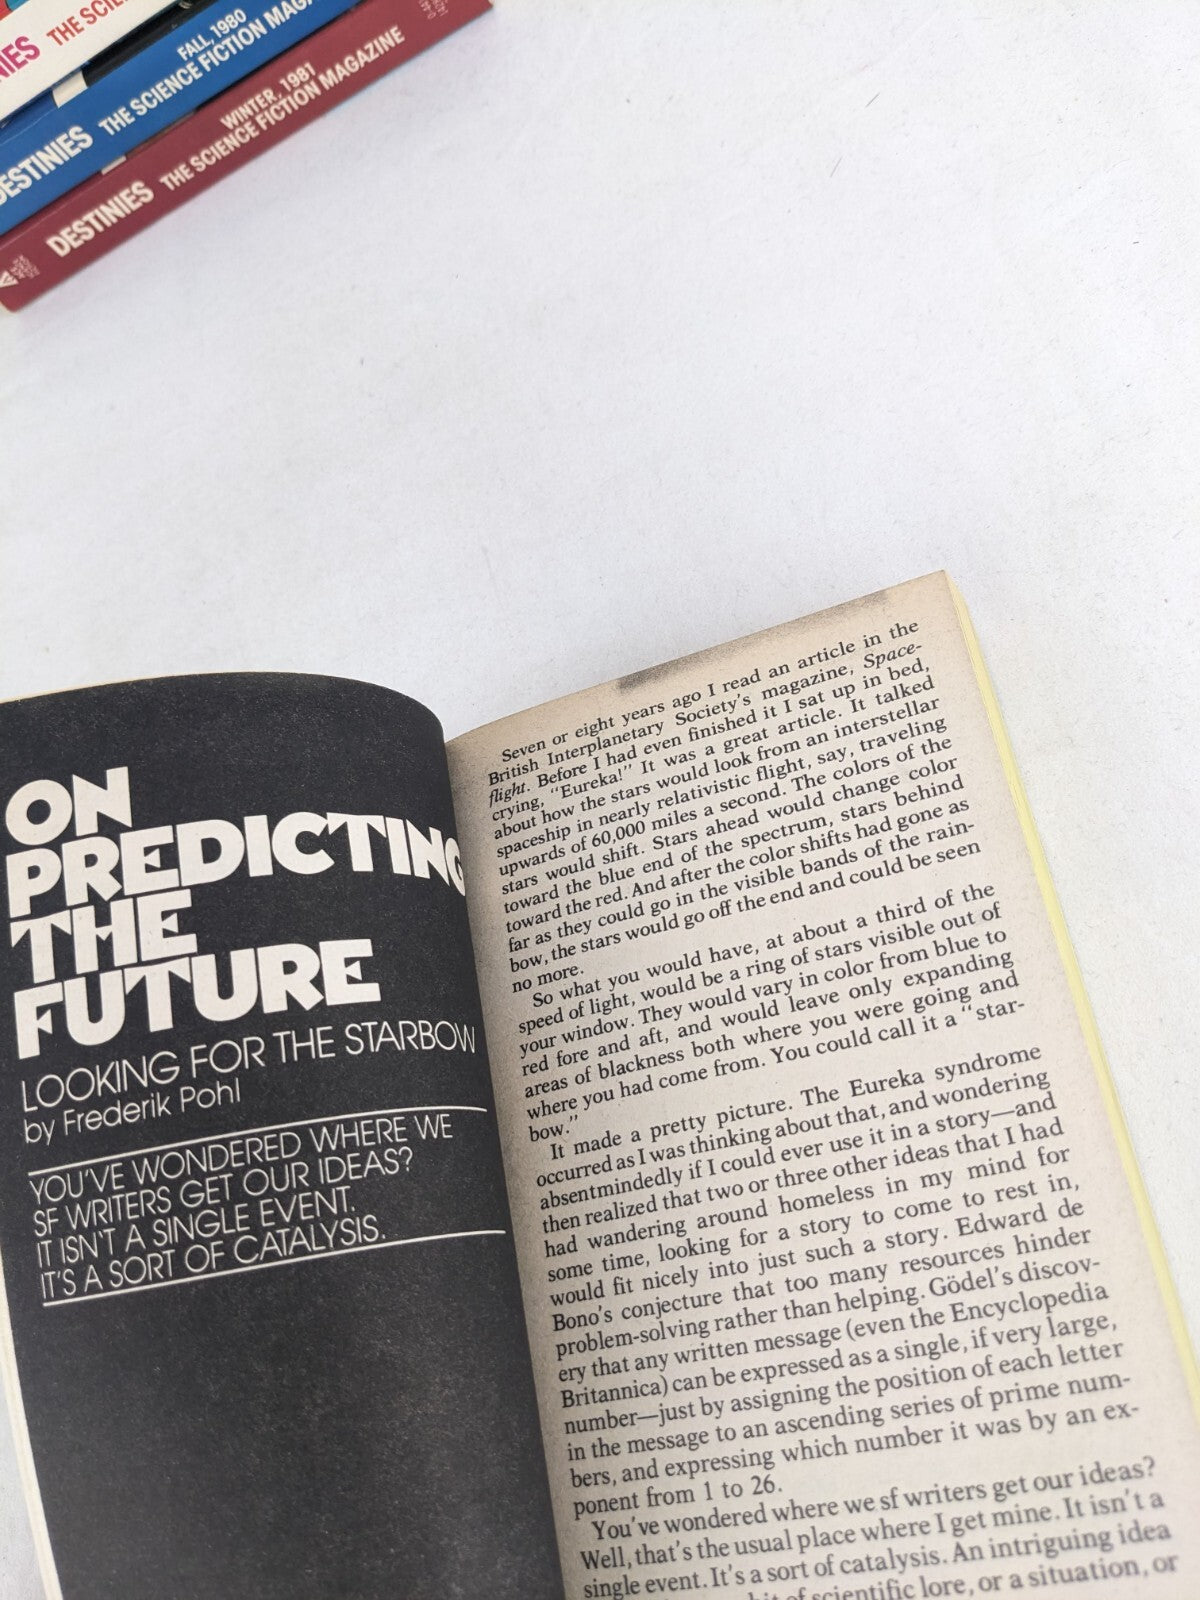 NIES THE SCIEN
FALL, 1980
DESTINIES THE SCIENCE FICTION MAGA
WINTER, 1981
DESTINIES THE SCIENCE FICTION MAGAZINE
ON
PREDICTING
THE
FUTURE
LOOKING FOR THE STARBOW
by Frederik Pohl
YOU'VE WONDERED WHERE WE
SF WRITERS GET OUR IDEAS?
IT ISN'T A SINGLE EVENT.
IT'S A SORT OF CATALYSIS.
Seven or eight years ago I read an article in the
British Interplanetary Society's magazine, Space-
flight. Before I had even finished it I sat up in bed,
crying, "Eureka!" It was a great article. It talked
about how the stars would look from an interstellar
spaceship in nearly relativistic flight, say, traveling
upwards of 60,000 miles a second. The colors of the
stars would shift. Stars ahead would change color
toward the blue end of the spectrum, stars behind
toward the red. And after the color shifts had gone as
far as they could go in the visible bands of the rain-
bow, the stars would go off the end and could be seen
no more.
So what you would have, at about a third of the
speed of light, would be a ring of stars visible out of
your window. They would vary in color from blue to
red fore and aft, and would leave only expanding
areas of blackness both where you were going and
where you had come from. You could call it a "star-
bow."
It made a pretty picture. The Eureka syndrome
occurred as I was thinking about that, and wondering
absentmindedly if I could ever use it in a story—and
then realized that two or three other ideas that I had
had wandering around homeless in my mind for
some time, looking for a story to come to rest in,
would fit nicely into just such a story. Edward de
Bono's conjecture that too many resources hinder
problem-solving rather than helping. Gödel's discov-
ery that any written message (even the Encyclopedia
Britannica) can be expressed as a single, if very large,
number—just by assigning the position of each letter
in the message to an ascending series of prime num-
bers, and expressing which number it was by an ex-
ponent from 1 to 26.
You've wondered where we sf writers get our ideas?
Well, that's the usual place where I get mine. It isn't a
single event. It's a sort of catalysis. An intriguing idea
bit of scientific lore, or a situation, or